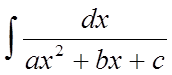 ∫ dx / (ax² + bx + c)